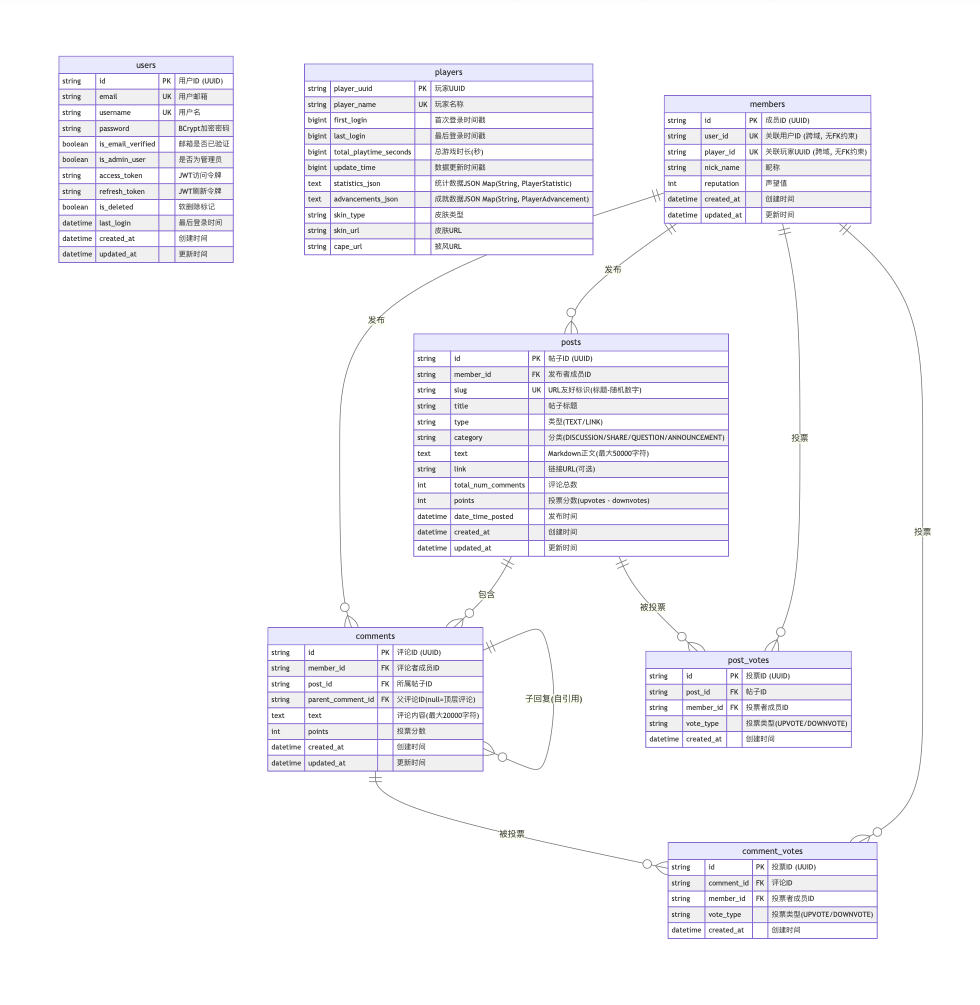 users
string id PK 用户ID (UUID)
string email UK 用户邮箱
string username UK 用户名
string password BCrypt加密密码
boolean is_email_verified 邮箱是否已验证
boolean is_admin_user 是否为管理员
string access_token JWT访问令牌
string refresh_token JWT刷新令牌
boolean is_deleted 软删除标记
datetime last_login 最后登录时间
datetime created_at 创建时间
datetime updated_at 更新时间
players
string player_uuid PK 玩家UUID
string player_name UK 玩家名称
bigint first_login 首次登录时间戳
bigint last_login 最后登录时间戳
bigint total_playtime_seconds 总游戏时长(秒)
bigint update_time 数据更新时间戳
text statistics_json 统计数据JSON Map(String, PlayerStatistic)
text advancements_json 成就数据JSON Map(String, PlayerAdvancement)
string skin_type 皮肤类型
string skin_url 皮肤URL
string cape_url 披风URL
members
string id PK 成员ID (UUID)
string user_id UK 关联用户ID (跨域, 无FK约束)
string player_id UK 关联玩家UUID (跨域, 无FK约束)
string nick_name 昵称
int reputation 声望值
datetime created_at 创建时间
datetime updated_at 更新时间
发布
发布
posts
string id PK 帖子ID (UUID)
string member_id FK 发布者成员ID
string slug UK URL友好标识(标题-随机数字)
string title 帖子标题
string type 类型(TEXT/LINK)
string category 分类(DISCUSSION/SHARE/QUESTION/ANNOUNCEMENT)
text text Markdown正文(最大50000字符)
string link 链接URL(可选)
int total_num_comments 评论总数
int points 投票分数(upvotes - downvotes)
datetime date_time_posted 发布时间
datetime created_at 创建时间
datetime updated_at 更新时间
投票
投票
包含
被投票
comments
string id PK 评论ID (UUID)
string member_id FK 评论者成员ID
string post_id FK 所属帖子ID
string parent_comment_id FK 父评论ID(null=顶层评论)
text text 评论内容(最大20000字符)
int points 投票分数
datetime created_at 创建时间
datetime updated_at 更新时间
子回复(自引用)
post_votes
string id PK 投票ID (UUID)
string post_id FK 帖子ID
string member_id FK 投票者成员ID
string vote_type 投票类型(UPVOTE/DOWNVOTE)
datetime created_at 创建时间
被投票
comment_votes
string id PK 投票ID (UUID)
string comment_id FK 评论ID
string member_id FK 投票者成员ID
string vote_type 投票类型(UPVOTE/DOWNVOTE)
datetime created_at 创建时间